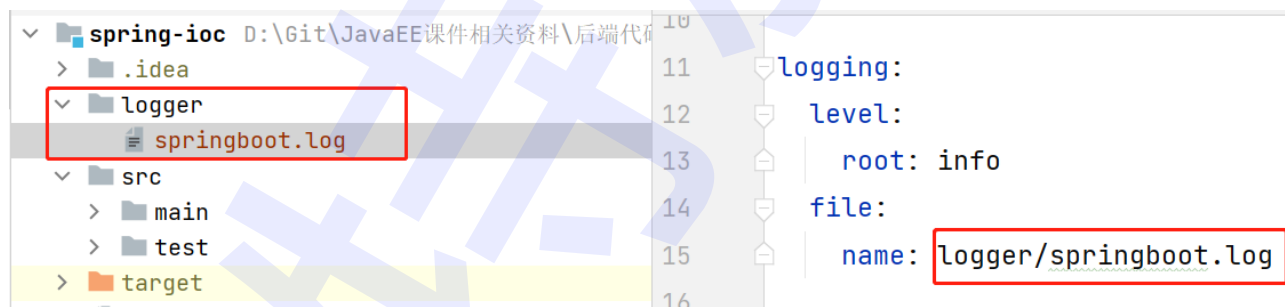 spring-ioc D:\Git\JavaEE课件相关资料\后端代码
.idea
logger
springboot.log
src
main
test
target
10
11 logging:
12 level:
13 root: info
14 file:
15 name: logger/springboot.log
16